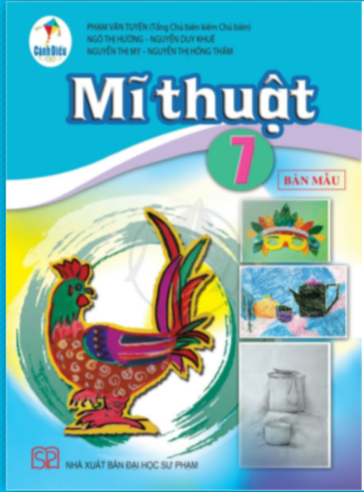 PHẠM VĂN TUYẾN (Tổng Chủ biên kiêm Chủ biên)
NGÔ THỊ HƯỜNG - NGUYỄN DUY KHUÊ
NGUYỄN THỊ MY - NGUYỄN THỊ HỒNG THẮM
Cánh Diều
Mĩ thuật
7
BẢN MẪU
NHÀ XUẤT BẢN ĐẠI HỌC SƯ PHẠM